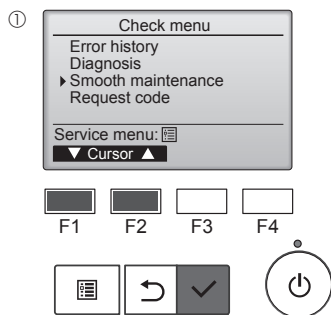 ①
Check menu
Error history
Diagnosis
Smooth maintenance
Request code
Service menu:
▼ Cursor ▲
F1 F2 F3 F4